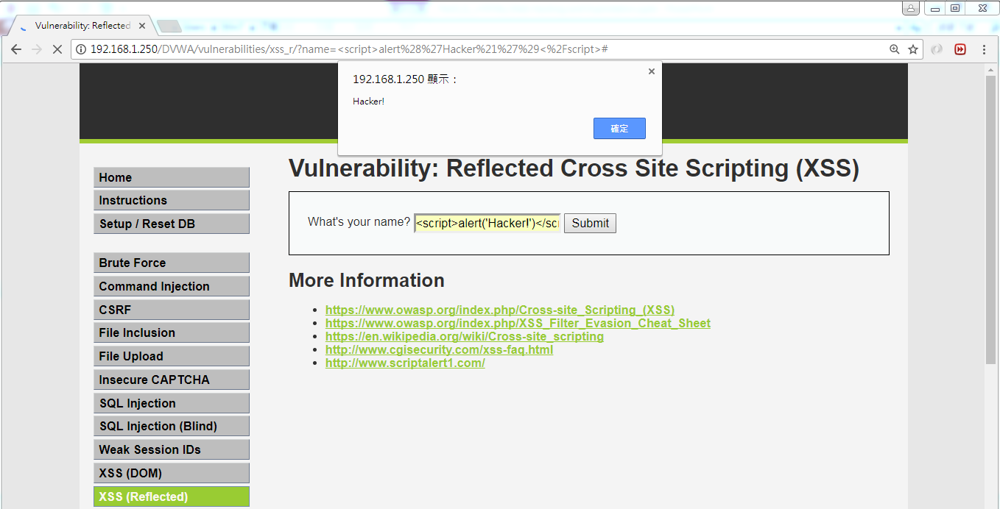 Vulnerability: Reflected
192.168.1.250/DVWA/vulnerabilities/xss_r/?name=<script>alert%28%27Hacker%21%27%29<%2Fscript>#
192.168.1.250 顯示：
Hacker!
確定
Vulnerability: Reflected Cross Site Scripting (XSS)
Home
Instructions
Setup / Reset DB
Brute Force
Command Injection
CSRF
File Inclusion
File Upload
Insecure CAPTCHA
SQL Injection
SQL Injection (Blind)
Weak Session IDs
XSS (DOM)
XSS (Reflected)
What's your name? <script>alert('Hacker!')</scr Submit
More Information
https://www.owasp.org/index.php/Cross-site_Scripting_(XSS)
https://www.owasp.org/index.php/XSS_Filter_Evasion_Cheat_Sheet
https://en.wikipedia.org/wiki/Cross-site_scripting
http://www.cgisecurity.com/xss-faq.html
http://www.scriptalert1.com/